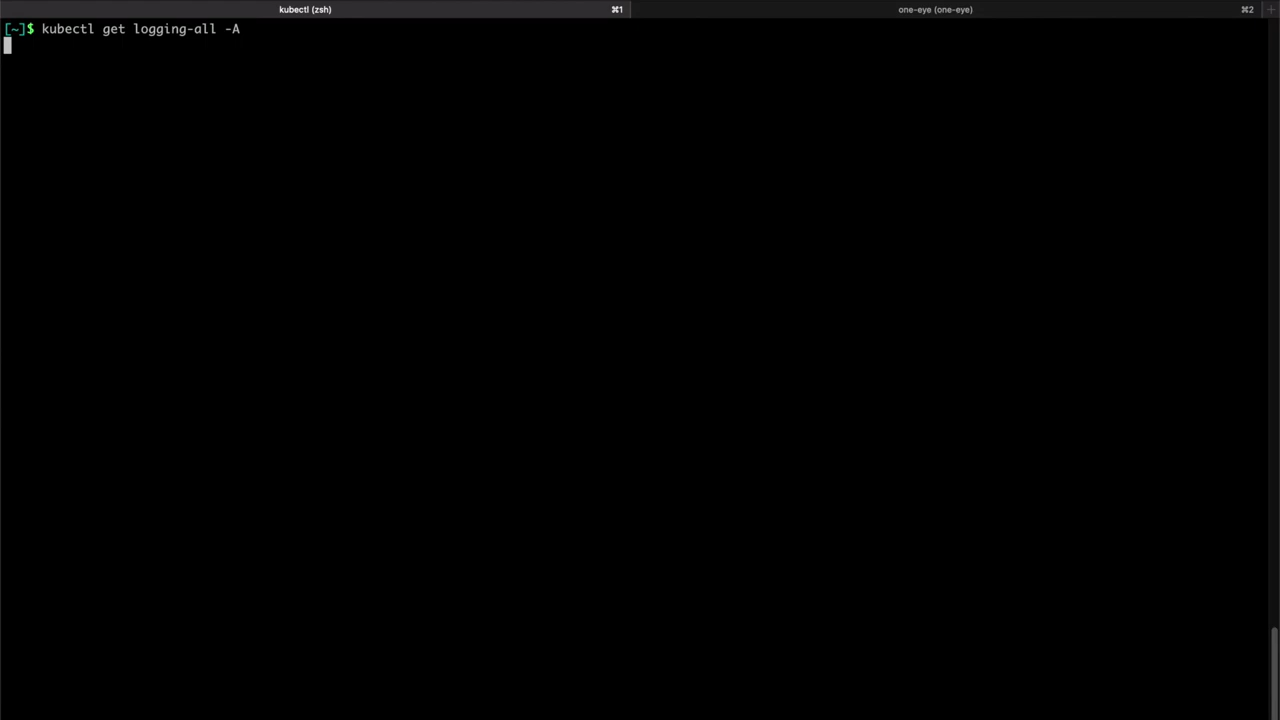 kubectl (zsh) ⌘1 one-eye (one-eye) ⌘2 +
[~]$ kubectl get logging-all -A